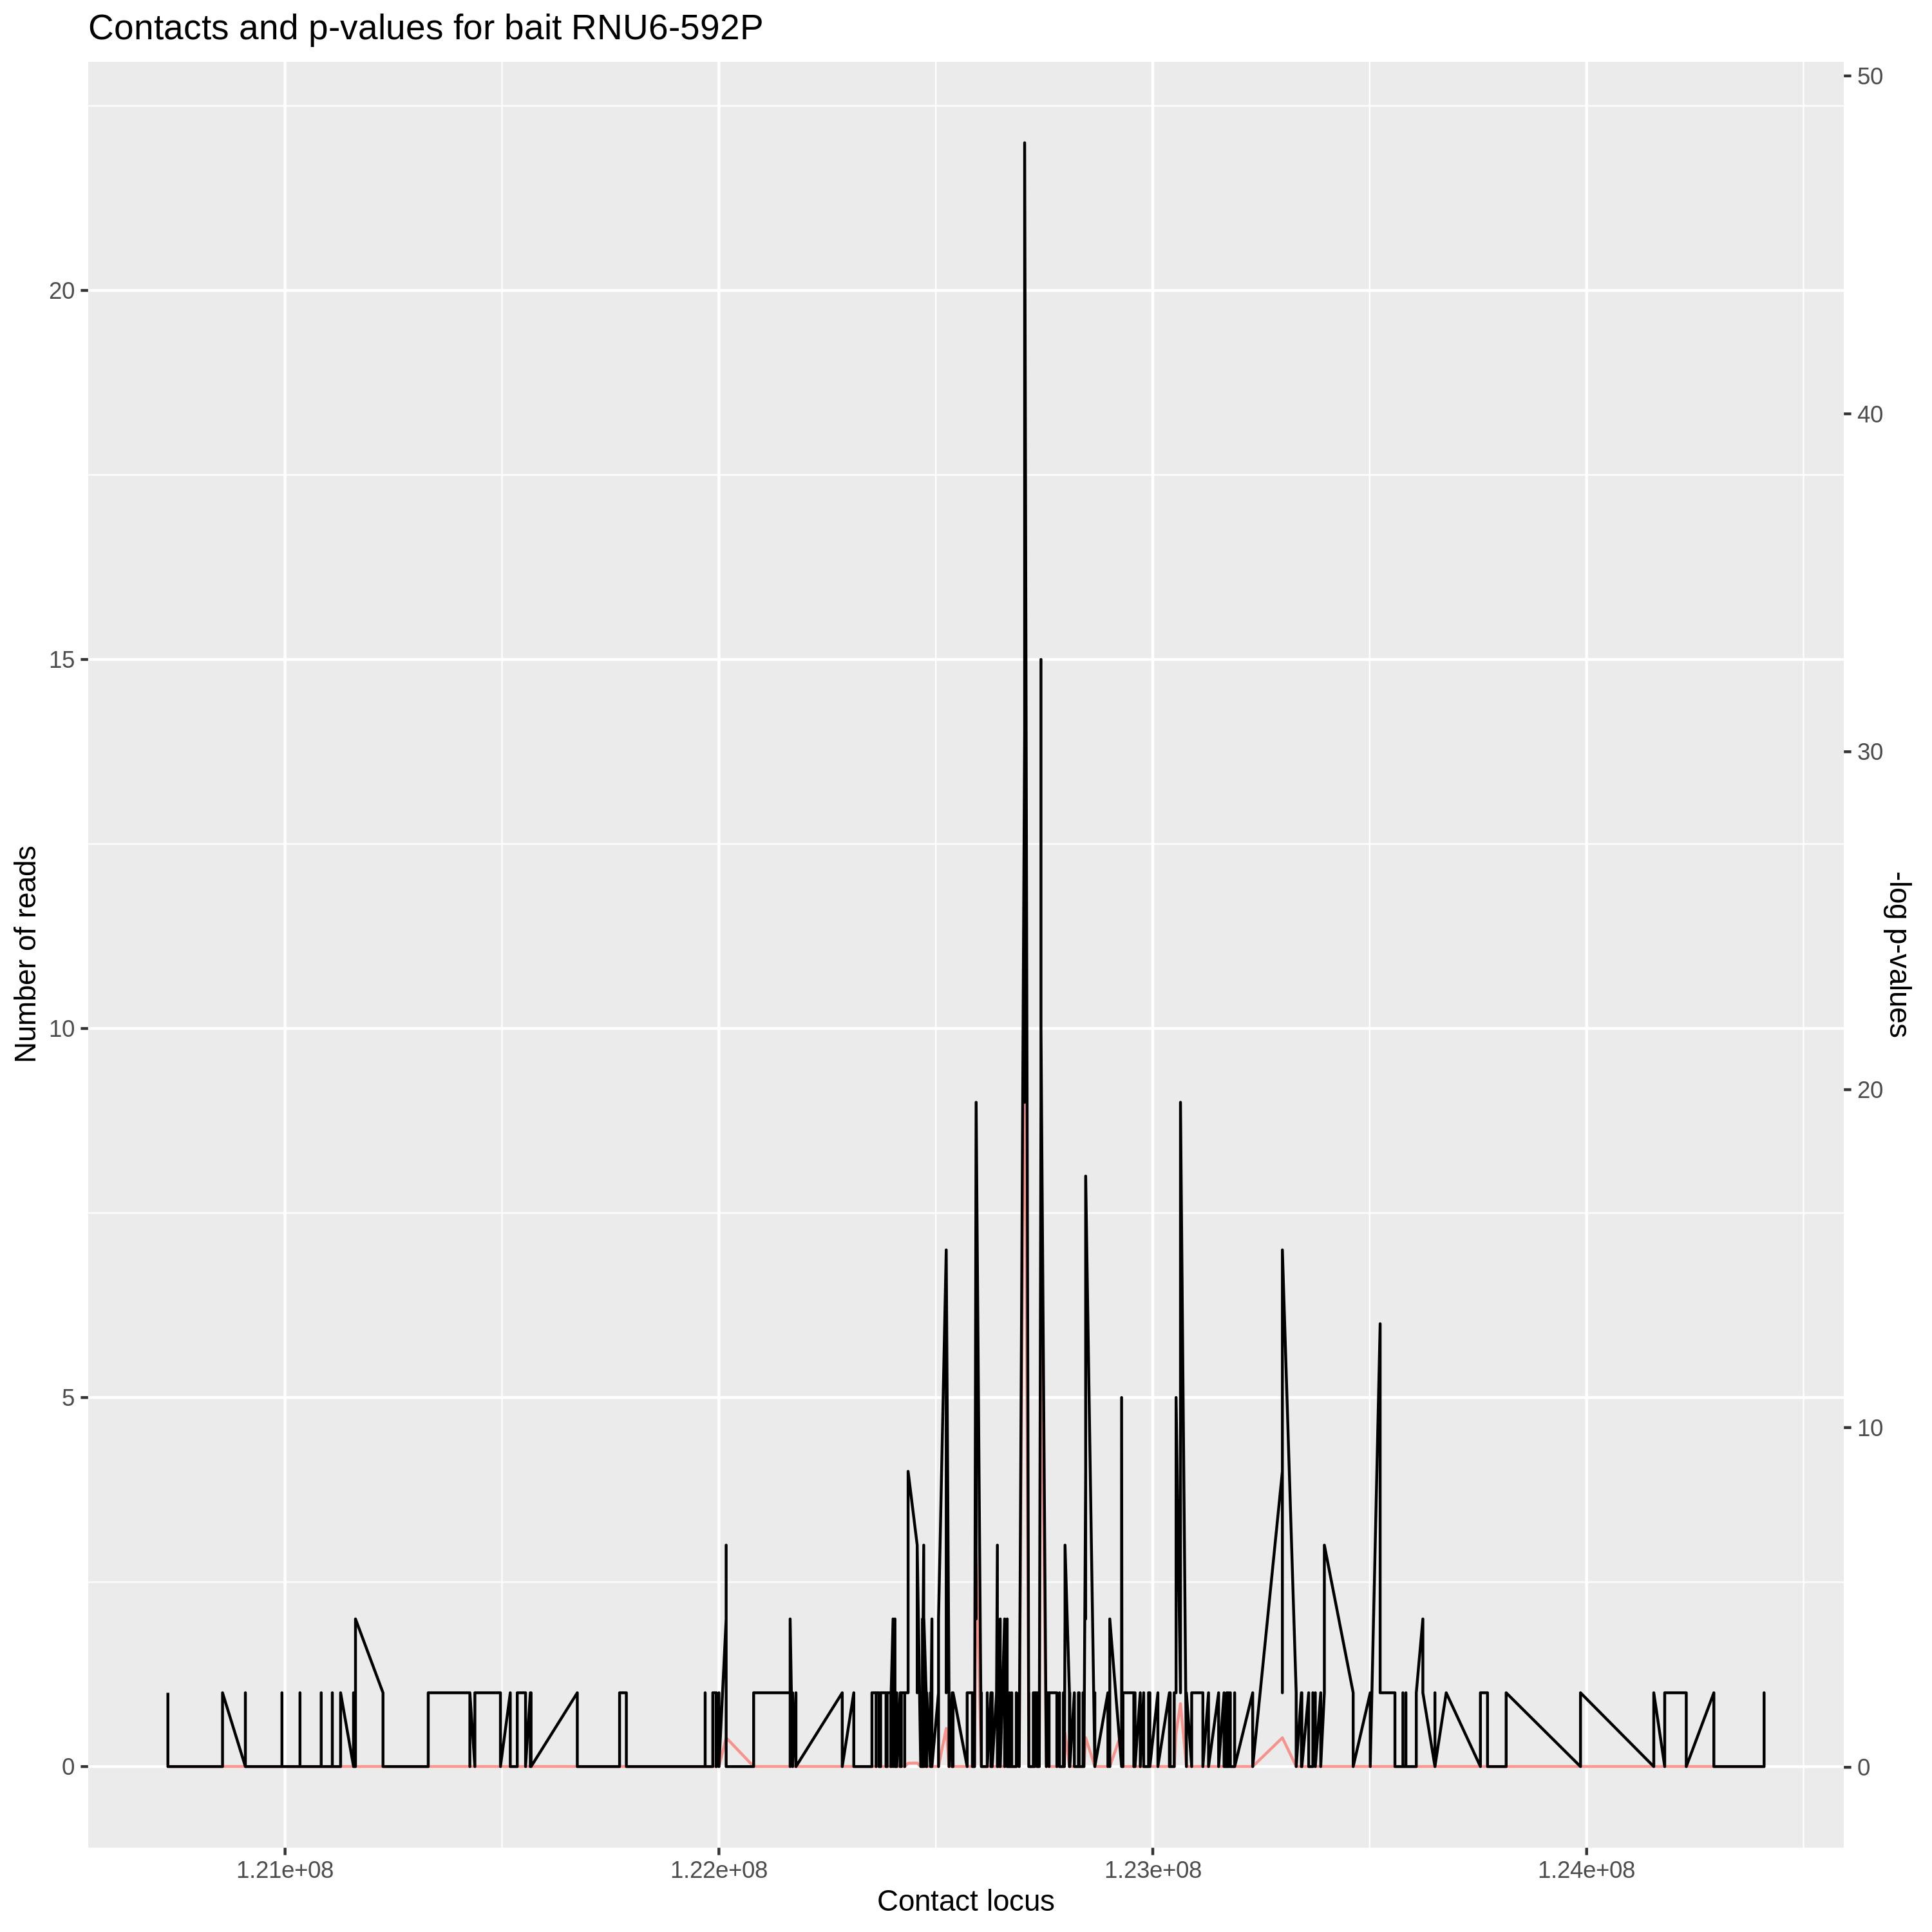 Contacts and p-values for bait RNU6-592P
Number of reads
20
15
10
5
0
50
40
30
20
10
0
-log p-values
1.21e+08
1.22e+08
1.23e+08
1.24e+08
Contact locus